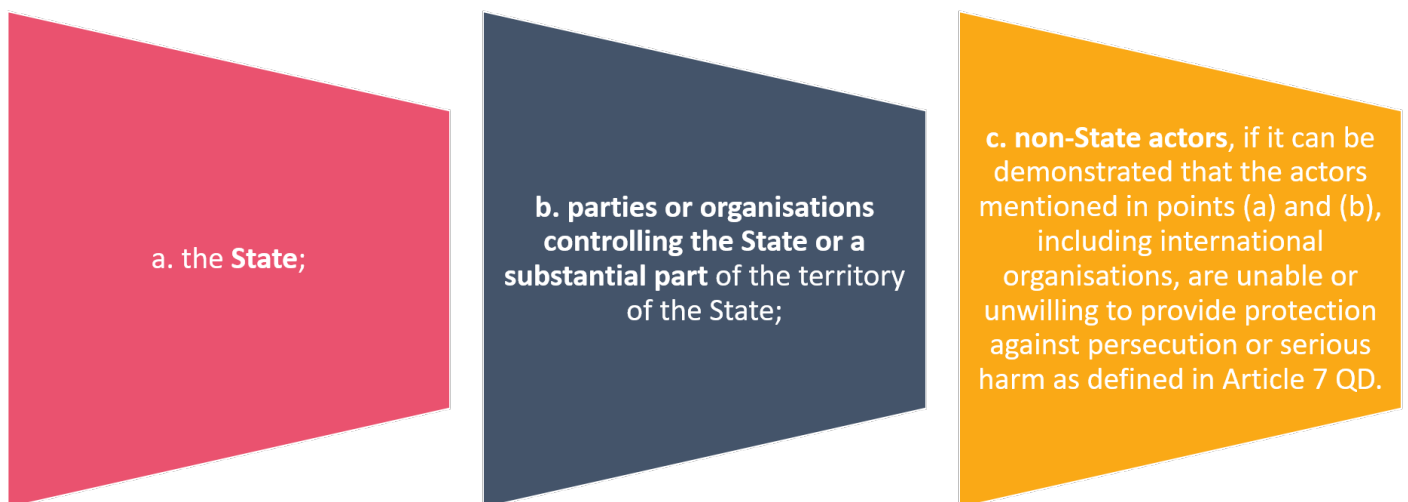 a. the State;
b. parties or organisations
controlling the State or a
substantial part of the territory
of the State;
c. non-State actors, if it can be
demonstrated that the actors
mentioned in points (a) and (b),
including international
organisations, are unable or
unwilling to provide protection
against persecution or serious
harm as defined in Article 7 QD.